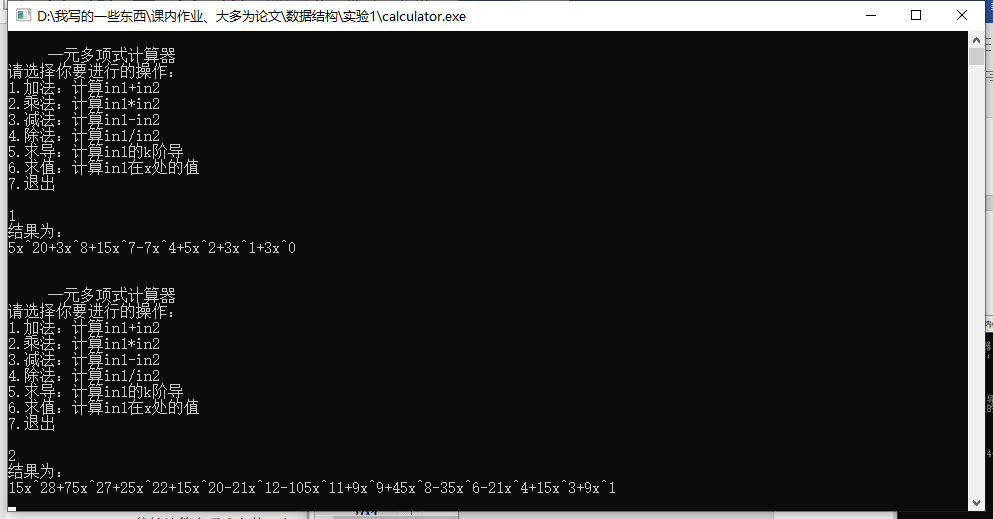 D:\我写的一些东西\课内作业、大多为论文\数据结构\实验1\calculator.exe
一元多项式计算器
请选择你要进行的操作:
1.加法: 计算in1+in2
2.乘法: 计算in1*in2
3.减法: 计算in1-in2
4.除法: 计算in1/in2
5.求导: 计算in1的k阶导
6.求值: 计算in1在x处的值
7.退出
1
结果为:
5x^20+3x^8+15x^7-7x^4+5x^2+3x^1+3x^0
一元多项式计算器
请选择你要进行的操作:
1.加法: 计算in1+in2
2.乘法: 计算in1*in2
3.减法: 计算in1-in2
4.除法: 计算in1/in2
5.求导: 计算in1的k阶导
6.求值: 计算in1在x处的值
7.退出
2
结果为:
15x^28+75x^27+25x^22+15x^20-21x^12-105x^11+9x^9+45x^8-35x^6-21x^4+15x^3+9x^1